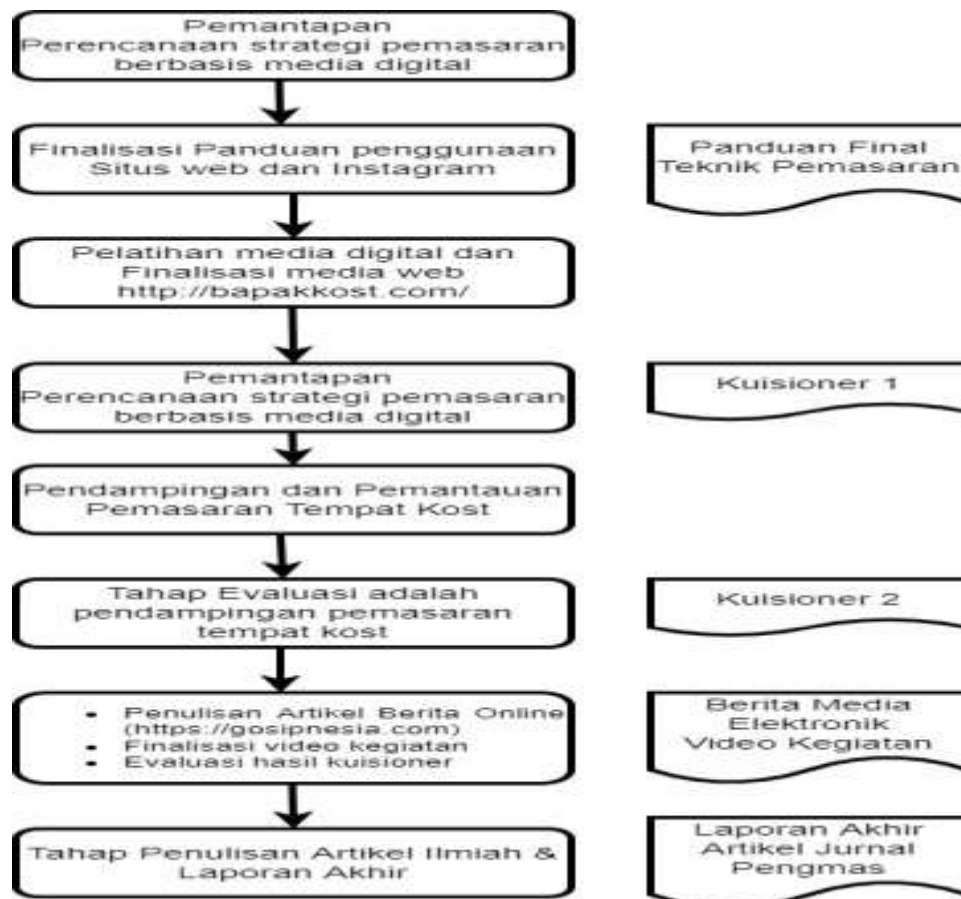 Pemantapan
Perencanaan strategi pemasaran
berbasis media digital
Finalisasi Panduan penggunaan
Situs web dan Instagram
Panduan Final
Teknik Pemasaran
Pelatihan media digital dan
Finalisasi media web
http://bapakkost.com/
Pemantapan
Perencanaan strategi pemasaran
berbasis media digital
Kuisioner 1
Pendampingan dan Pemantauan
Pemasaran Tempat Kost
Tahap Evaluasi adalah
pendampingan pemasaran
tempat kost
Kuisioner 2
• Penulisan Artikel Berita Online
(https://gosipnesia.com)
• Finalisasi video kegiatan
• Evaluasi hasil kuisioner
Berita Media
Elektronik
Video Kegiatan
Tahap Penulisan Artikel Ilmiah &
Laporan Akhir
Laporan Akhir
Artikel Jurnal
Pengmas